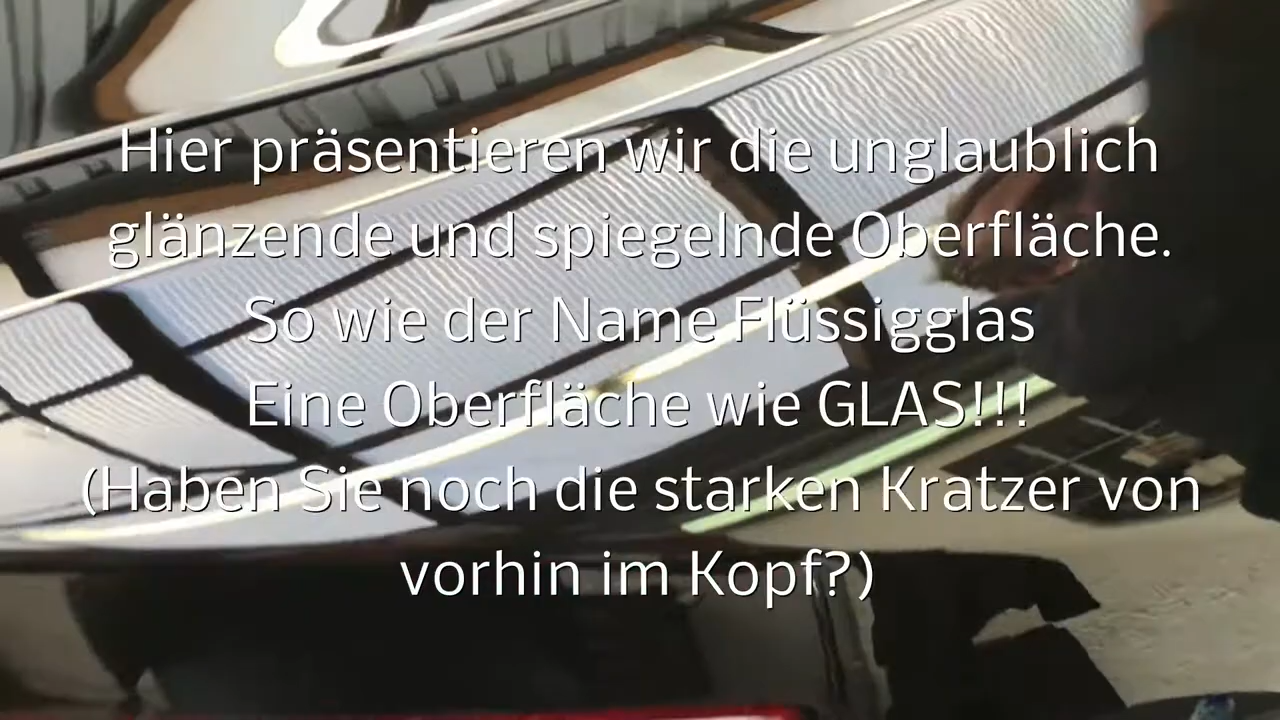 Hier präsentieren wir die unglaublich
glänzende und spiegelnde Oberfläche.
So wie der Name Flüssigglas
Eine Oberfläche wie GLAS!!!
(Haben Sie noch die starken Kratzer von
vorhin im Kopf?)